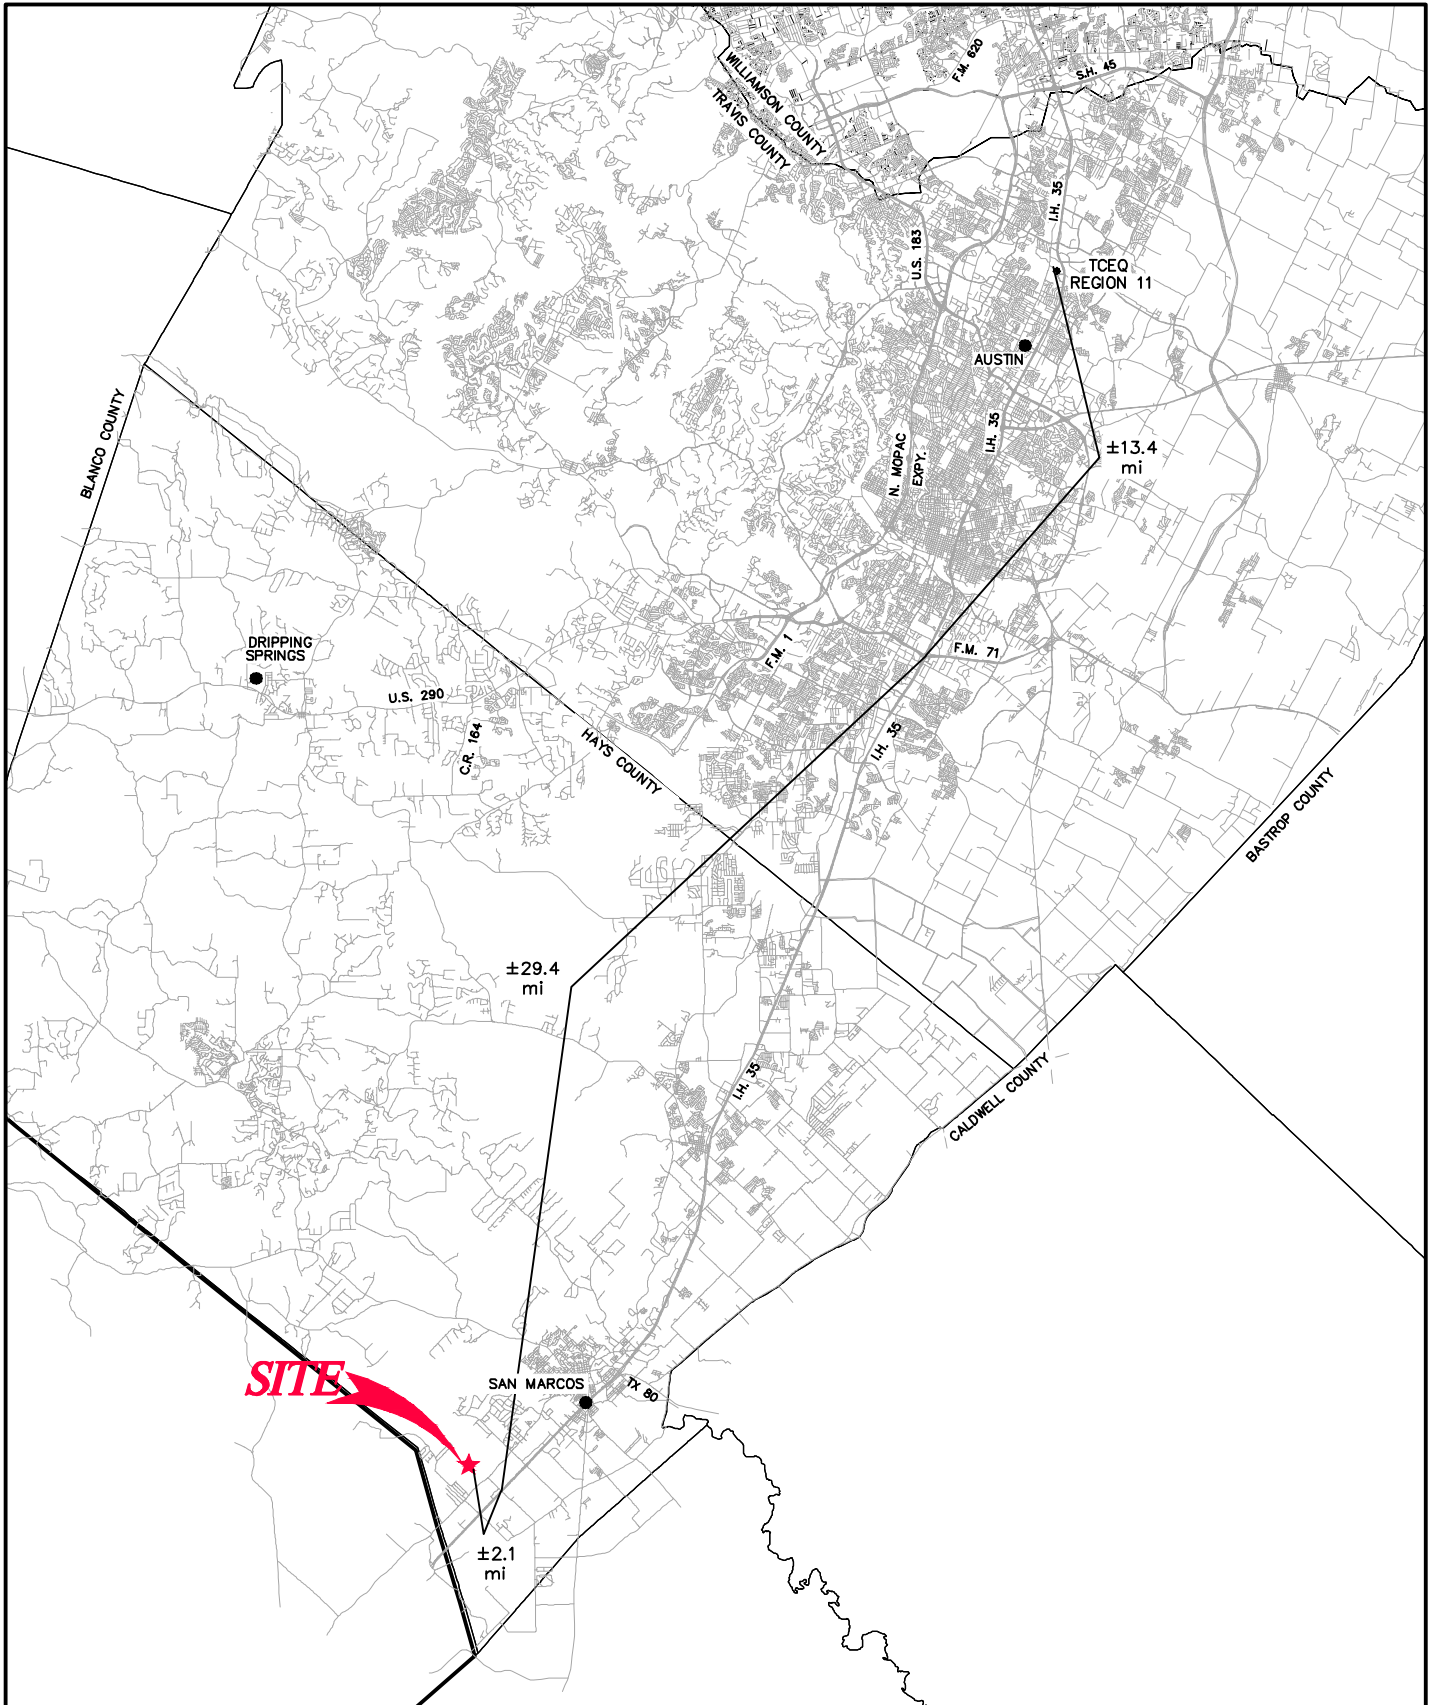 F.M. 620
S.H. 45
WILLIAMSON COUNTY
TRAVIS COUNTY
I.H. 35
U.S. 183
TCEQ
REGION 11
AUSTIN
BLANCO COUNTY
I.H. 35
N. MOPAC
EXPY.
±13.4
mi
DRIPPING
SPRINGS
F.M. 1
F.M. 71
U.S. 290
C.R. 164
HAYS COUNTY
I.H. 35
BASTROP COUNTY
±29.4
mi
I.H. 35
CALDWELL COUNTY
SITE
SAN MARCOS
TX 80
±2.1
mi